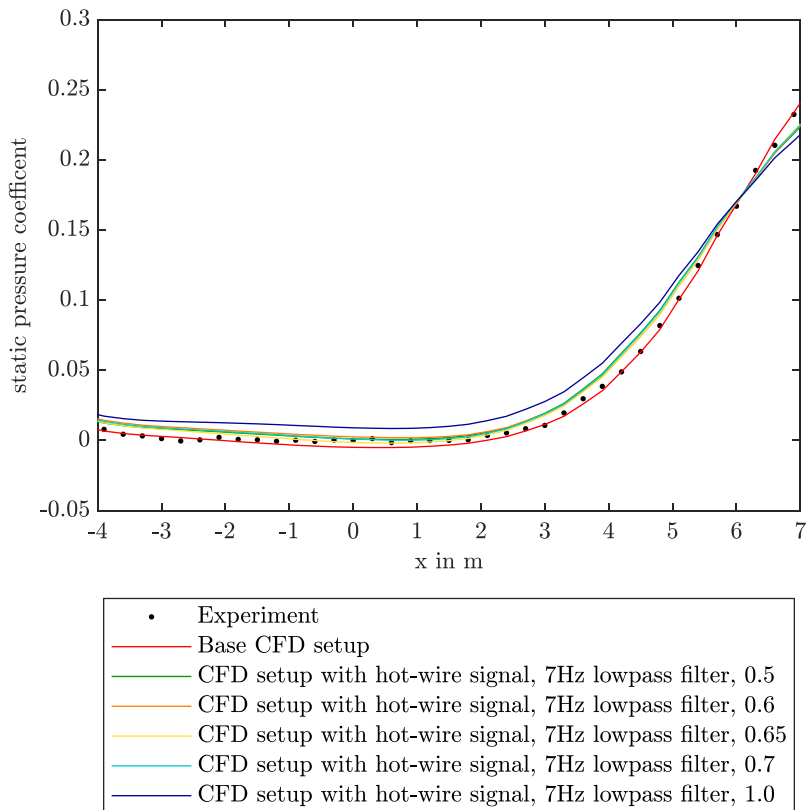 0.3
0.25
0.2
0.15
0.1
0.05
0
-0.05
static pressure coefficent
-4 -3 -2 -1 0 1 2 3 4 5 6 7
x in m
Experiment
Base CFD setup
CFD setup with hot-wire signal, 7Hz lowpass filter, 0.5
CFD setup with hot-wire signal, 7Hz lowpass filter, 0.6
CFD setup with hot-wire signal, 7Hz lowpass filter, 0.65
CFD setup with hot-wire signal, 7Hz lowpass filter, 0.7
CFD setup with hot-wire signal, 7Hz lowpass filter, 1.0